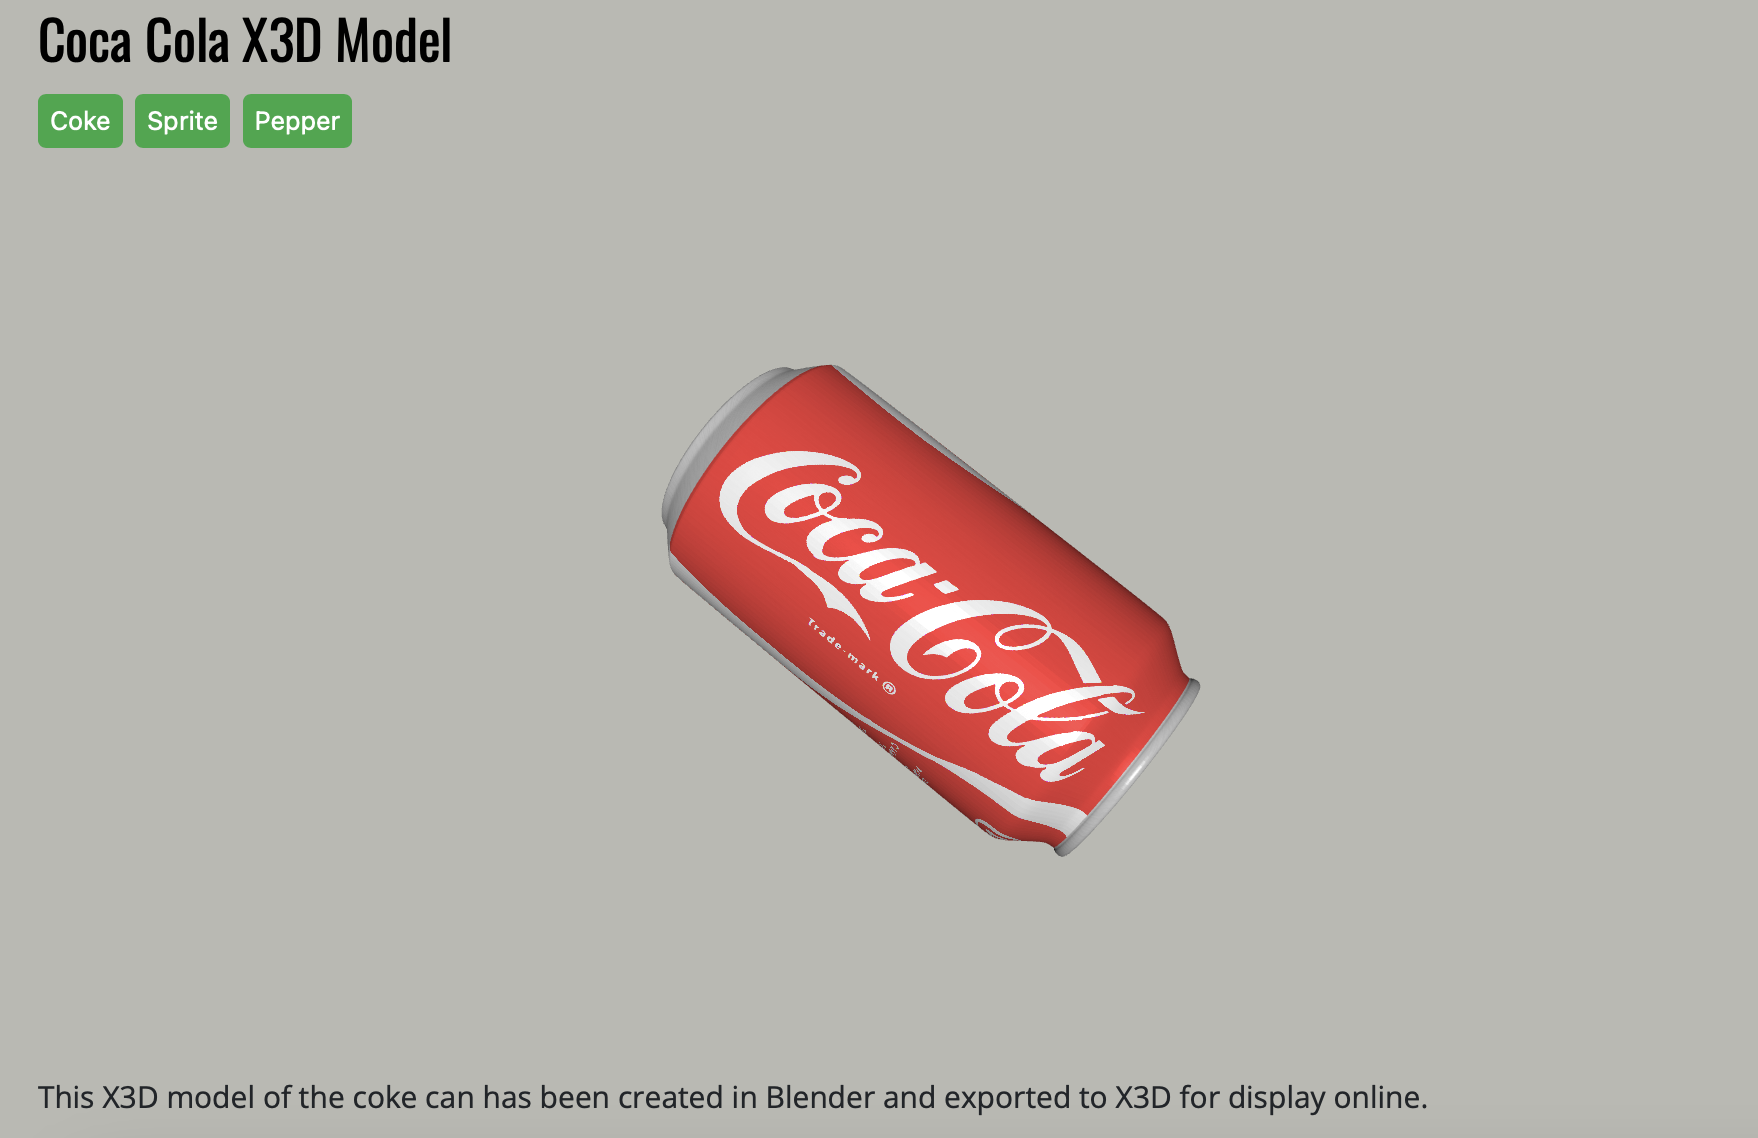 Coca Cola X3D Model
Coke Sprite Pepper
Coca-Cola
Trade-mark ®
This X3D model of the coke can has been created in Blender and exported to X3D for display online.